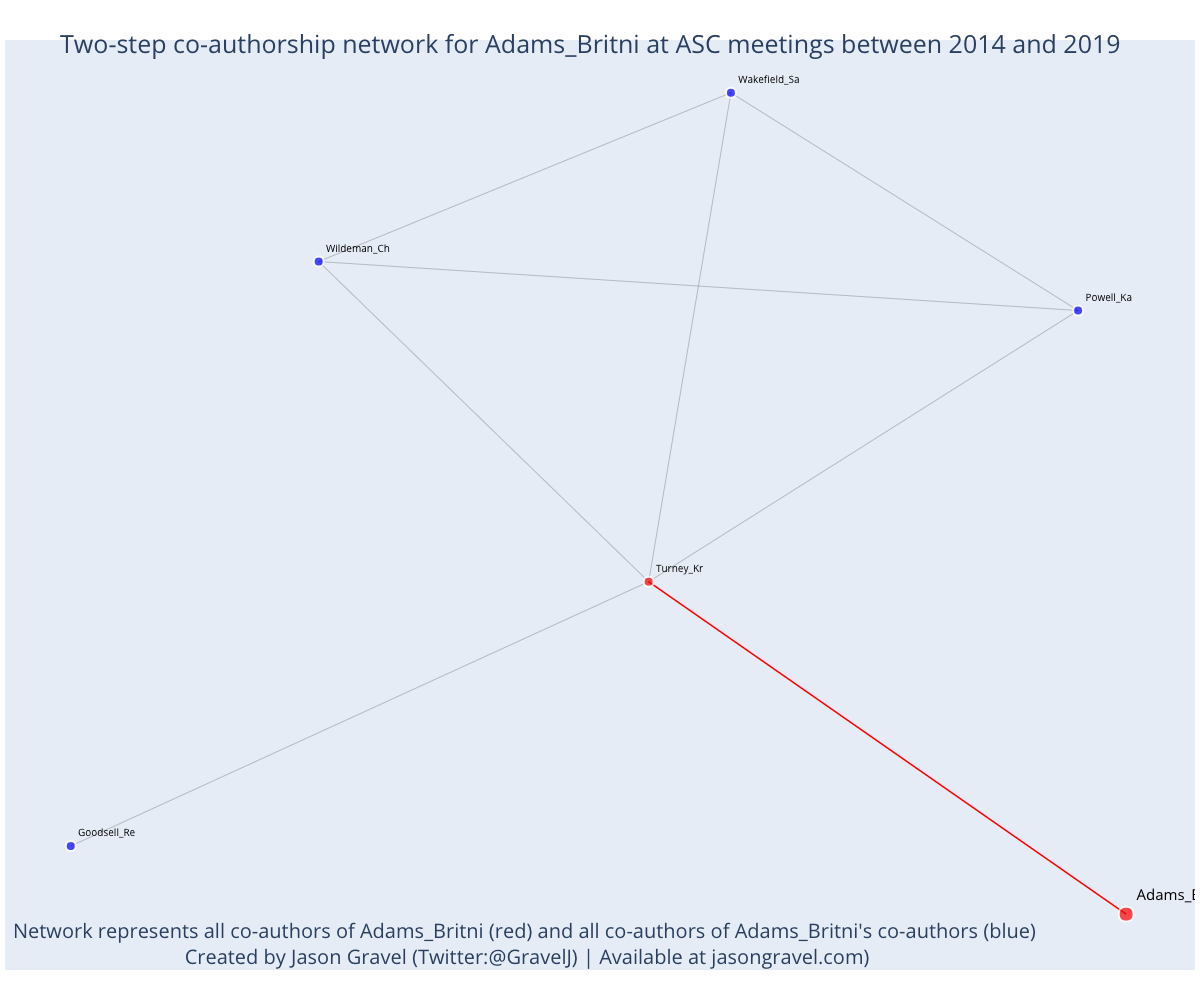 Two-step co-authorship network for Adams_Britni at ASC meetings between 2014 and 2019
Wakefield_Sa
Wildeman_Ch
Powell_Ka
Turney_Kr
Goodsell_Re
Adams_B
Network represents all co-authors of Adams_Britni (red) and all co-authors of Adams_Britni's co-authors (blue)
Created by Jason Gravel (Twitter:@GravelJ) | Available at jasongravel.com)